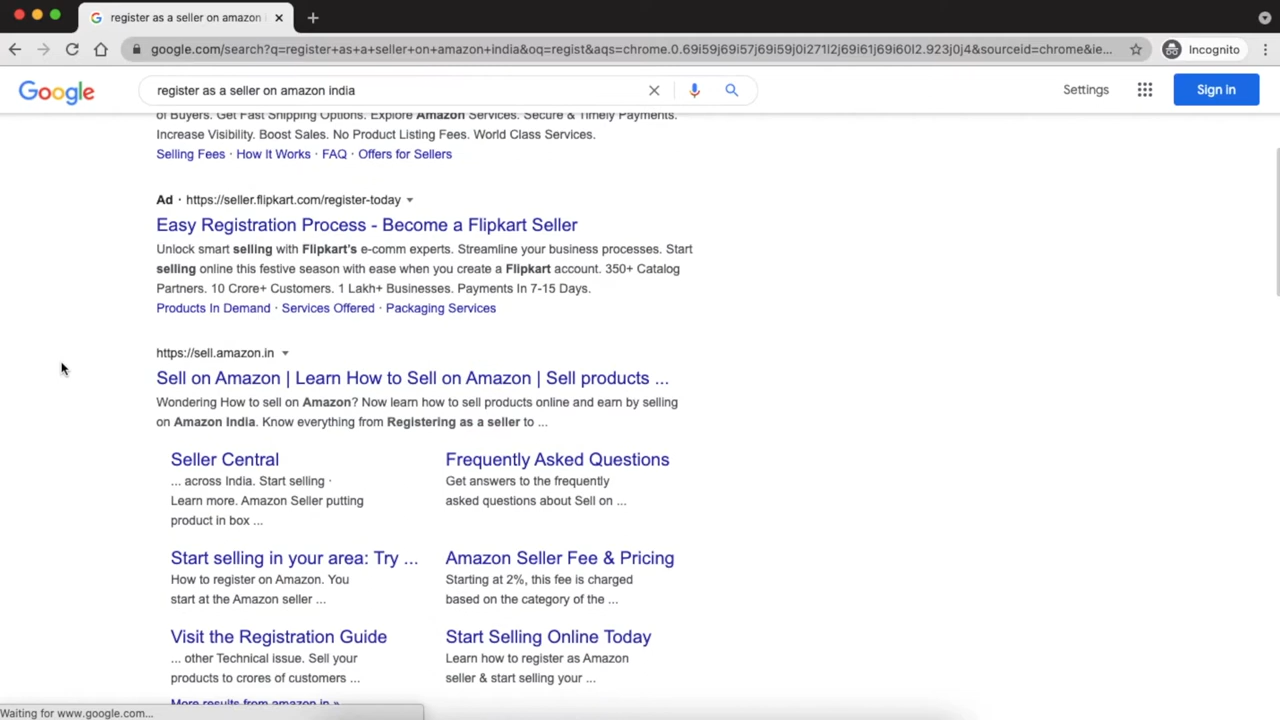 register as a seller on amazon
google.com/search?q=register+as+a+seller+on+amazon+india&oq=regist&aqs=chrome.0.69i59j69i57j69i59j0i271l2j69i61j69i60l2.923j0j4&sourceid=chrome&ie...
Incognito
Google
register as a seller on amazon india
Settings
Sign in
of Buyers. Get Fast Shipping Options. Explore Amazon Services. Secure & Timely Payments.
Increase Visibility. Boost Sales. No Product Listing Fees. World Class Services.
Selling Fees · How It Works · FAQ · Offers for Sellers
Ad · https://seller.flipkart.com/register-today
Easy Registration Process - Become a Flipkart Seller
Unlock smart selling with Flipkart's e-comm experts. Streamline your business processes. Start
selling online this festive season with ease when you create a Flipkart account. 350+ Catalog
Partners. 10 Crore+ Customers. 1 Lakh+ Businesses. Payments In 7-15 Days.
Products In Demand · Services Offered · Packaging Services
https://sell.amazon.in
Sell on Amazon | Learn How to Sell on Amazon | Sell products ...
Wondering How to sell on Amazon? Now learn how to sell products online and earn by selling
on Amazon India. Know everything from Registering as a seller to ...
Seller Central
... across India. Start selling ·
Learn more. Amazon Seller putting
product in box ...
Frequently Asked Questions
Get answers to the frequently
asked questions about Sell on ...
Start selling in your area: Try ...
How to register on Amazon. You
start at the Amazon seller ...
Amazon Seller Fee & Pricing
Starting at 2%, this fee is charged
based on the category of the ...
Visit the Registration Guide
... other Technical issue. Sell your
products to crores of customers ...
Start Selling Online Today
Learn how to register as Amazon
seller & start selling your ...
More results from amazon.in »
Waiting for www.google.com...